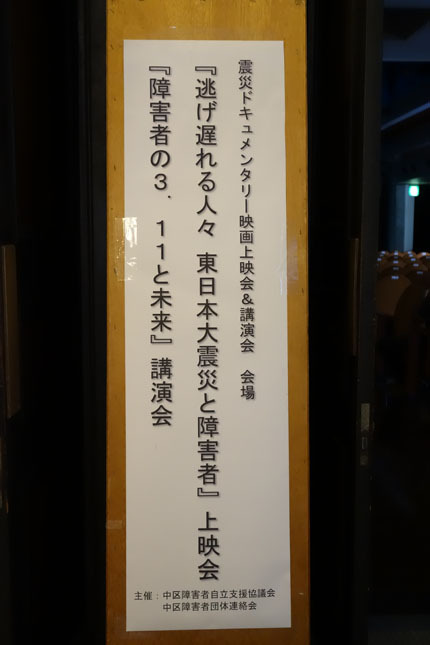 震災ドキュメンタリー映画上映会＆講演会　会場
『逃げ遅れる人々　東日本大震災と障害者』上映会
『障害者の３．１１と未来』講演会
主催：中区障害者自立支援協議会
中区障害者団体連絡会